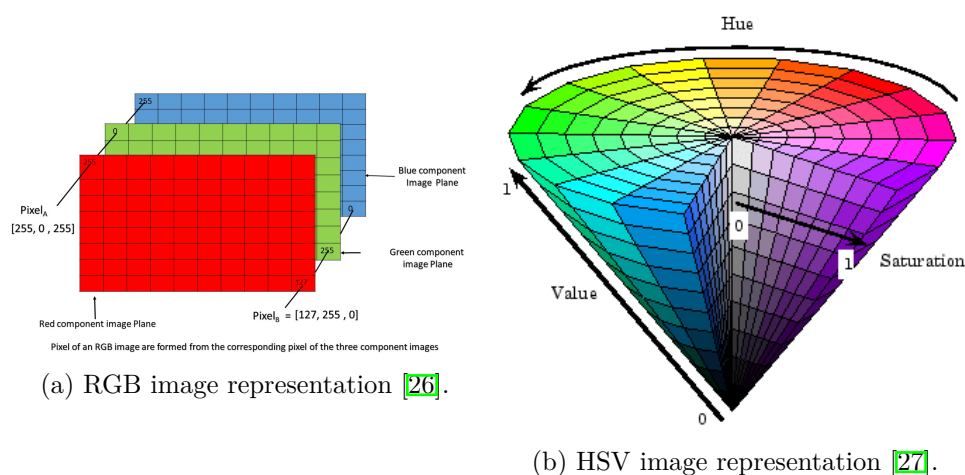 255
0
255
Blue component
Image Plane
Pixel_A
[255, 0 , 255]
0
255
Green component
image Plane
127
Pixel_B = [127, 255 , 0]
Red component image Plane
Pixel of an RGB image are formed from the corresponding pixel of the three component images
(a) RGB image representation [26].
Hue
1
0
Saturation
1
Value
0
(b) HSV image representation [27].